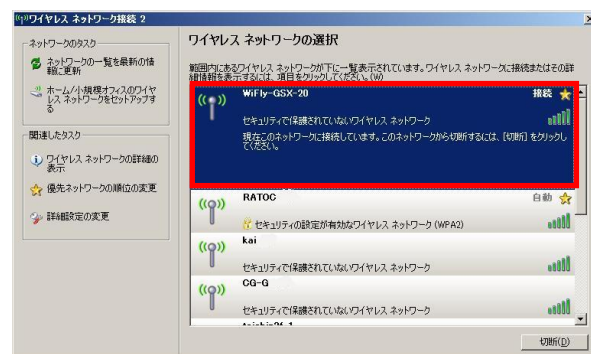 ワイヤレス ネットワーク接続 2
ネットワークのタスク
ネットワークの一覧を最新の情
報に更新
ホーム/小規模オフィスのワイヤ
レス ネットワークをセットアップす
る
関連したタスク
ワイヤレス ネットワークの詳細の
表示
優先ネットワークの順位の変更
詳細設定の変更
ワイヤレス ネットワークの選択
範囲内にあるワイヤレス ネットワークが下に一覧表示されています。ワイヤレス ネットワークに接続またはその詳
細情報を表示するには、項目をクリックしてください。(W)
WiFly-GSX-20 接続
セキュリティで保護されていないワイヤレス ネットワーク
現在このネットワークに接続しています。このネットワークから切断するには、[切断] をクリックし
てください。
RATOC 自動
セキュリティの設定が有効なワイヤレス ネットワーク (WPA2)
kai
セキュリティで保護されていないワイヤレス ネットワーク
CG-G
セキュリティで保護されていないワイヤレス ネットワーク
切断(D)